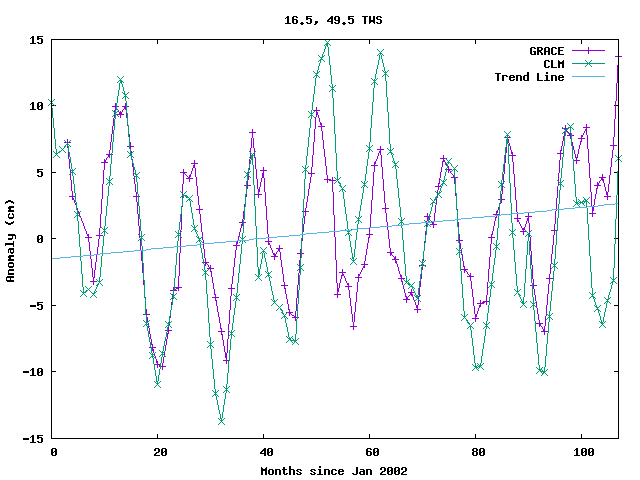 16.5, 49.5 TWS
GRACE
CLM
Trend Line
15
10
5
0
-5
-10
-15
Anomaly (cm)
0 20 40 60 80 100
Months since Jan 2002